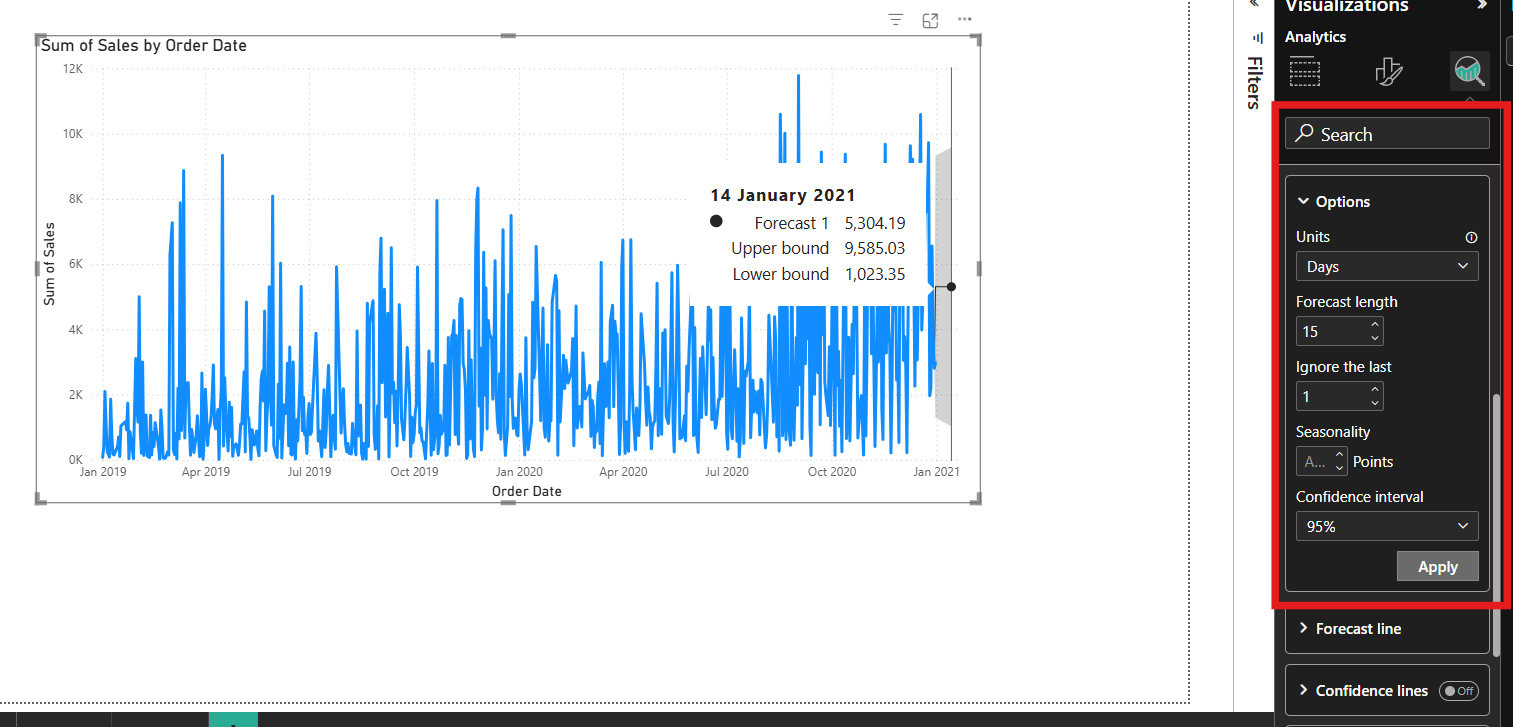 Sum of Sales by Order Date
12K
10K
8K
6K
4K
2K
0K
Sum of Sales
Jan 2019
Apr 2019
Jul 2019
Oct 2019
Jan 2020
Apr 2020
Jul 2020
Oct 2020
Jan 2021
Order Date
14 January 2021
Forecast 1 5,304.19
Upper bound 9,585.03
Lower bound 1,023.35
Filters
Visualizations
Analytics
Search
Options
Units
Days
Forecast length
15
Ignore the last
1
Seasonality
A... Points
Confidence interval
95%
Apply
Forecast line
Confidence lines Off